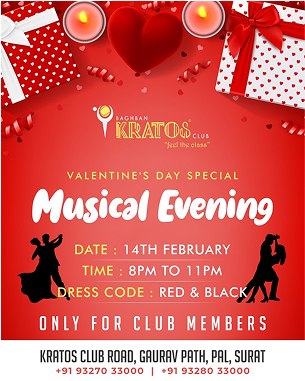 BAGHBAN
KRATOS
CLUB
"feel the class"
VALENTINE'S DAY SPECIAL
Musical Evening
DATE : 14TH FEBRUARY
TIME : 8PM TO 11PM
DRESS CODE : RED & BLACK
ONLY FOR CLUB MEMBERS
KRATOS CLUB ROAD, GAURAV PATH, PAL, SURAT
+91 93270 33000 | +91 93280 33000